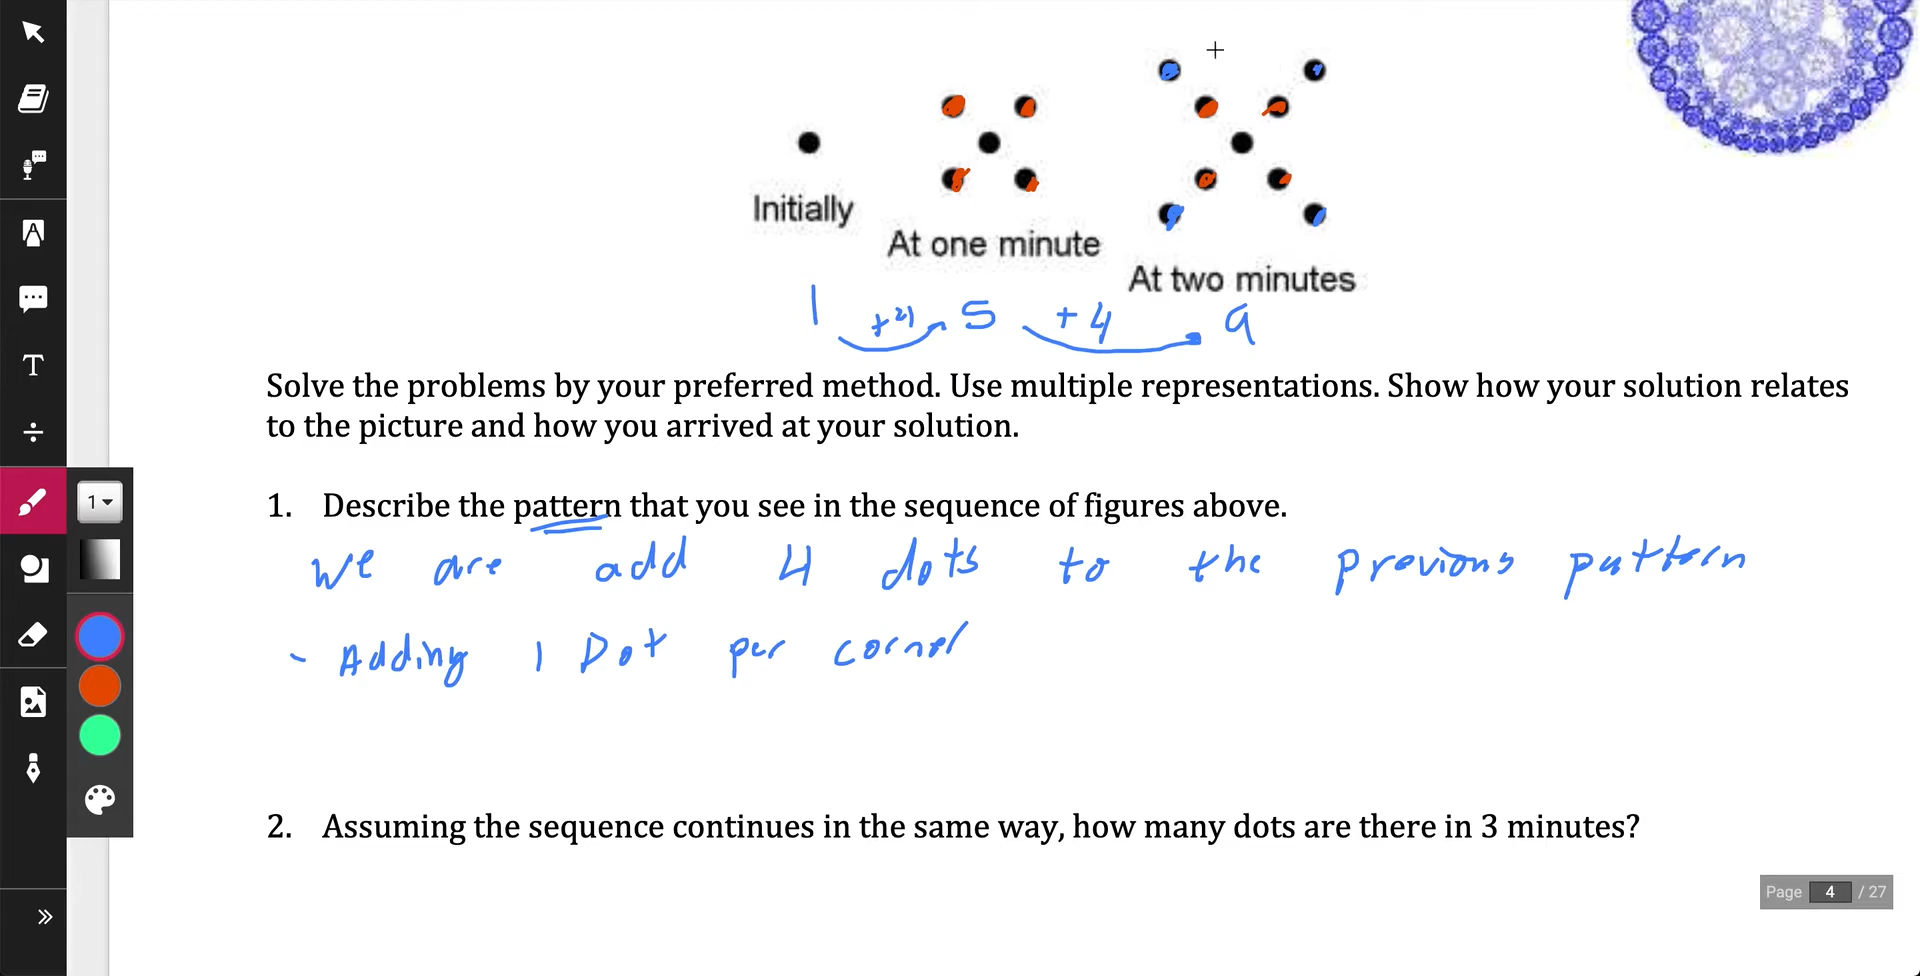 Initially
At one minute
At two minutes
1 +4 5 +4 9
Solve the problems by your preferred method. Use multiple representations. Show how your solution relates
to the picture and how you arrived at your solution.
1. Describe the pattern that you see in the sequence of figures above.
We are add 4 dots to the previous pattern
- Adding 1 Dot per corner
2. Assuming the sequence continues in the same way, how many dots are there in 3 minutes?
T
1
Page 4 / 27